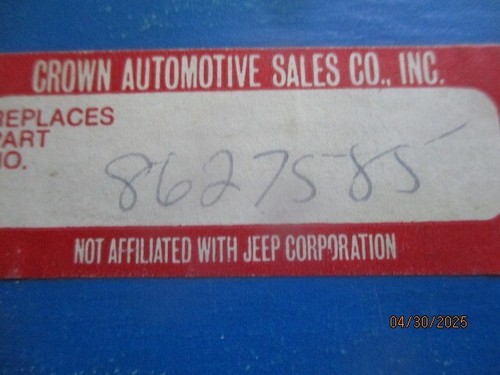 CROWN AUTOMOTIVE SALES CO., INC.
REPLACES
PART
NO.
8627585
NOT AFFILIATED WITH JEEP CORPORATION
04/30/2025